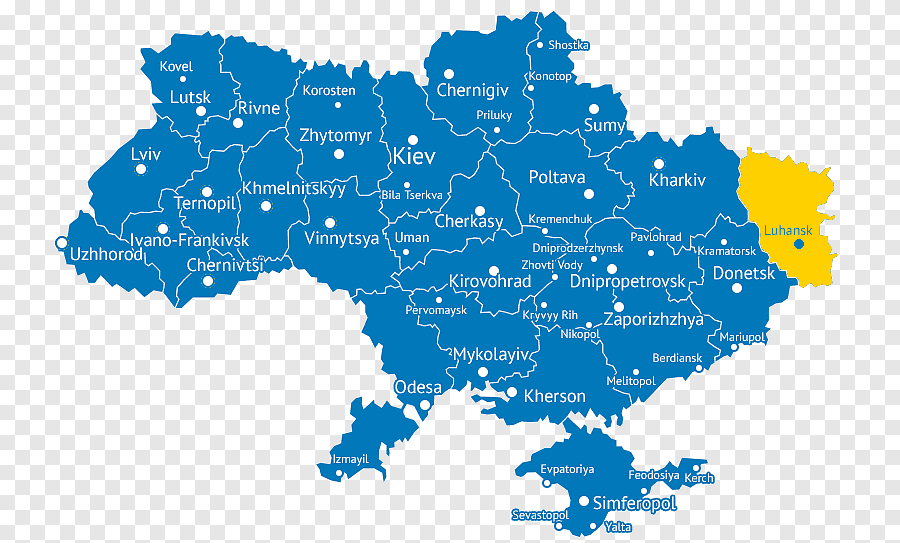 Shostka
Kovel
Konotop
Korosten
Chernigiv
Lutsk
Rivne
Priluky
Sumy
Zhytomyr
Kiev
Lviv
Poltava
Kharkiv
Khmelnitskyy
Bila Tserkva
Ternopil
Kremenchuk
Cherkasy
Luhansk
Ivano-Frankivsk
Vinnytsya
Uman
Pavlohrad
Dniprodzerzhynsk
Kramatorsk
Uzhhorod
Chernivtsi
Zhovti Vody
Donetsk
Kirovohrad
Dnipropetrovsk
Pervomaysk
Kryvyy Rih
Zaporizhzhya
Nikopol
Mariupol
Mykolayiv
Berdiansk
Melitopol
Odesa
Kherson
Izmayil
Evpatoriya
Feodosiya
Kerch
Simferopol
Sevastopol
Yalta